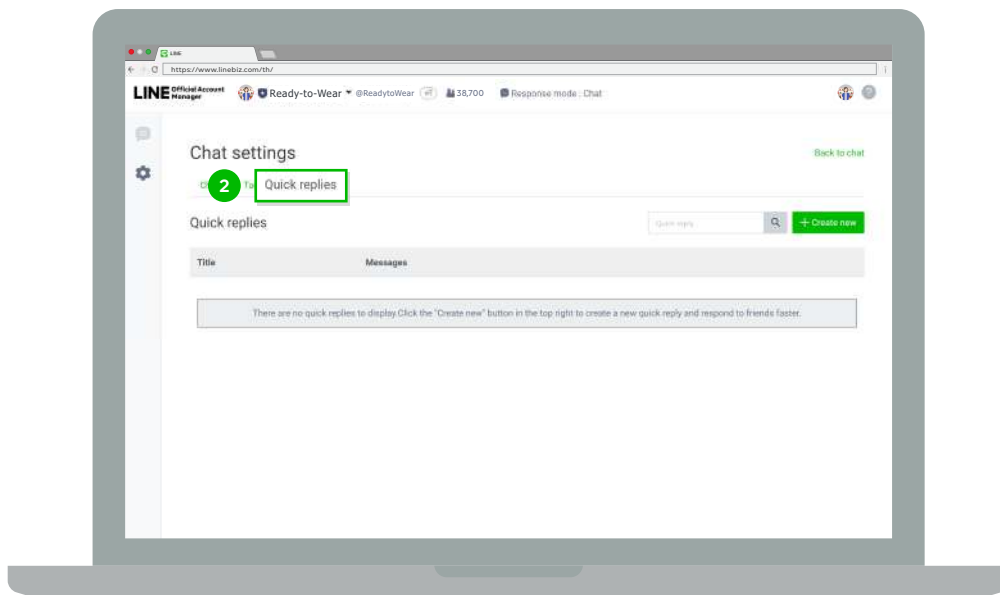 LINE
https://www.linebiz.com/th/
LINE Official Account Manager Ready-to-Wear @ReadytoWear 38,700 Response mode : Chat
Chat settings
Back to chat
2 Quick replies
Quick replies
Quick reply
+ Create new
Title Messages
There are no quick replies to display.Click the "Create new" button in the top right to create a new quick reply and respond to friends faster.